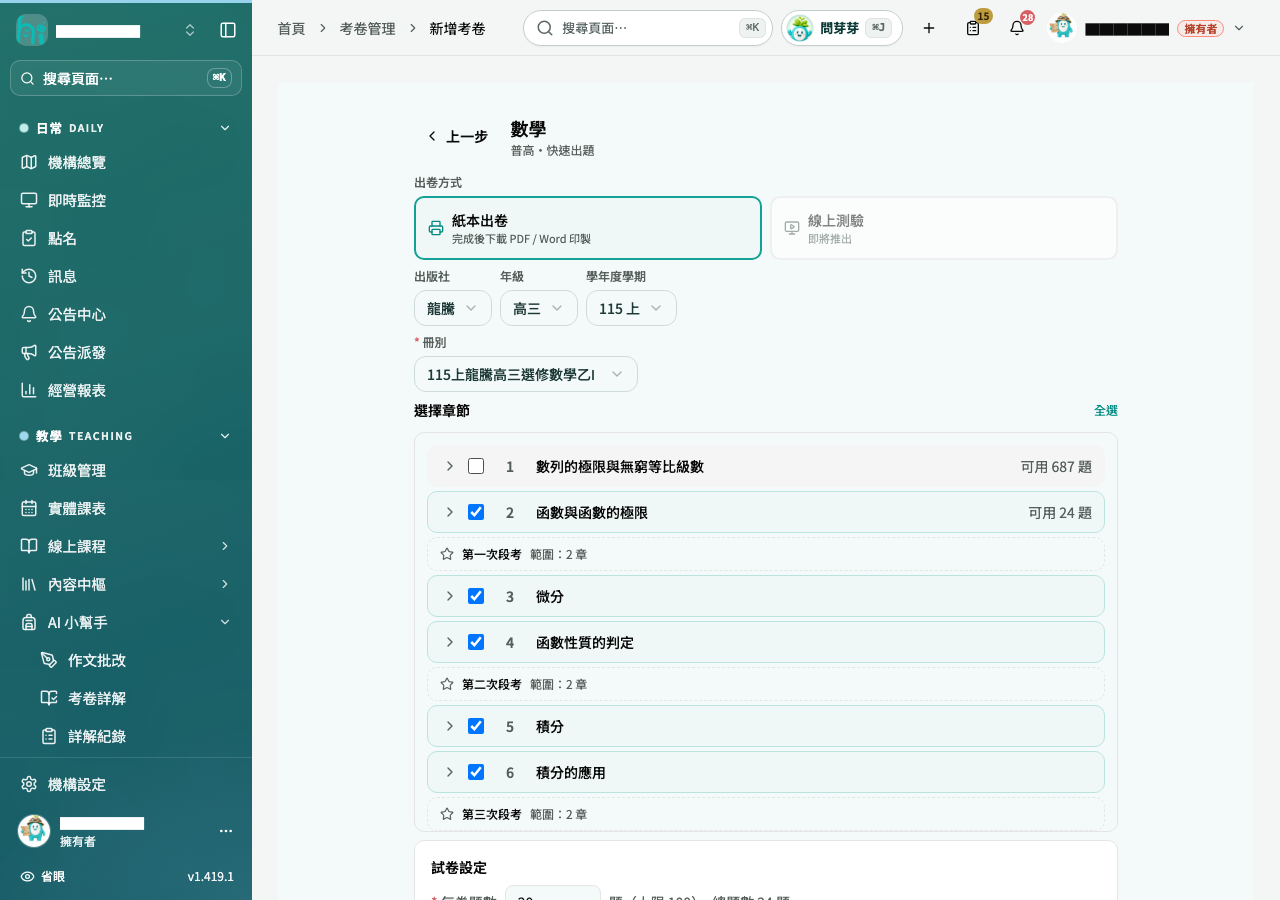 搜尋頁面…
⌘K
日常 DAILY
機構總覽
即時監控
點名
訊息
公告中心
公告派發
經營報表
教學 TEACHING
班級管理
實體課表
線上課程
內容中樞
AI 小幫手
作文批改
考卷詳解
詳解紀錄
機構設定
擁有者
省眼
v1.419.1
首頁 > 考卷管理 > 新增考卷
搜尋頁面…
⌘K
問芽芽
⌘J
15
28
擁有者
上一步
數學
普高・快速出題
出卷方式
紙本出卷
完成後下載 PDF / Word 印製
線上測驗
即將推出
出版社 年級 學年度學期
龍騰 高三 115 上
* 冊別
115上龍騰高三選修數學乙I
選擇章節 全選
1 數列的極限與無窮等比級數 可用 687 題
2 函數與函數的極限 可用 24 題
第一次段考 範圍：2 章
3 微分
4 函數性質的判定
第二次段考 範圍：2 章
5 積分
6 積分的應用
第三次段考 範圍：2 章
試卷設定